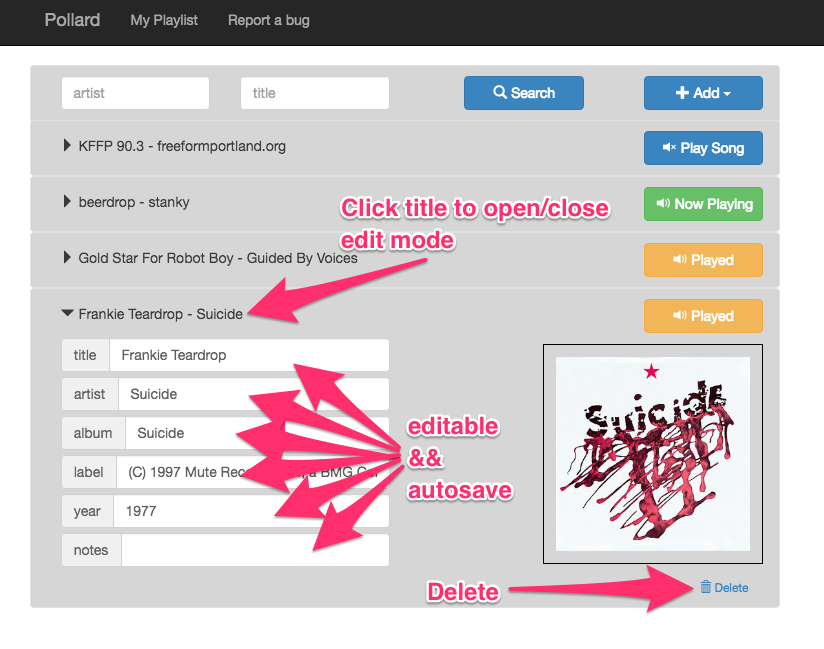 Pollard My Playlist Report a bug
artist title Search Add
KFFP 90.3 - freeformportland.org Play Song
beerdrop - stanky Now Playing
Click title to open/close
edit mode
Gold Star For Robot Boy - Guided By Voices Played
Frankie Teardrop - Suicide Played
title Frankie Teardrop
artist Suicide
album Suicide
label (C) 1997 Mute a BMG
year 1977
notes
editable
&&
autosave
Suicide
Delete
Delete